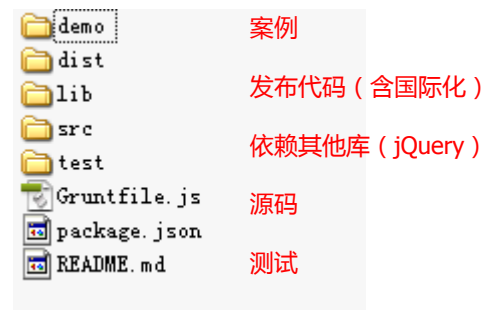 demo
案例
dist
发布代码（含国际化）
lib
src
依赖其他库（jQuery）
test
Gruntfile.js
源码
package.json
README.md
测试